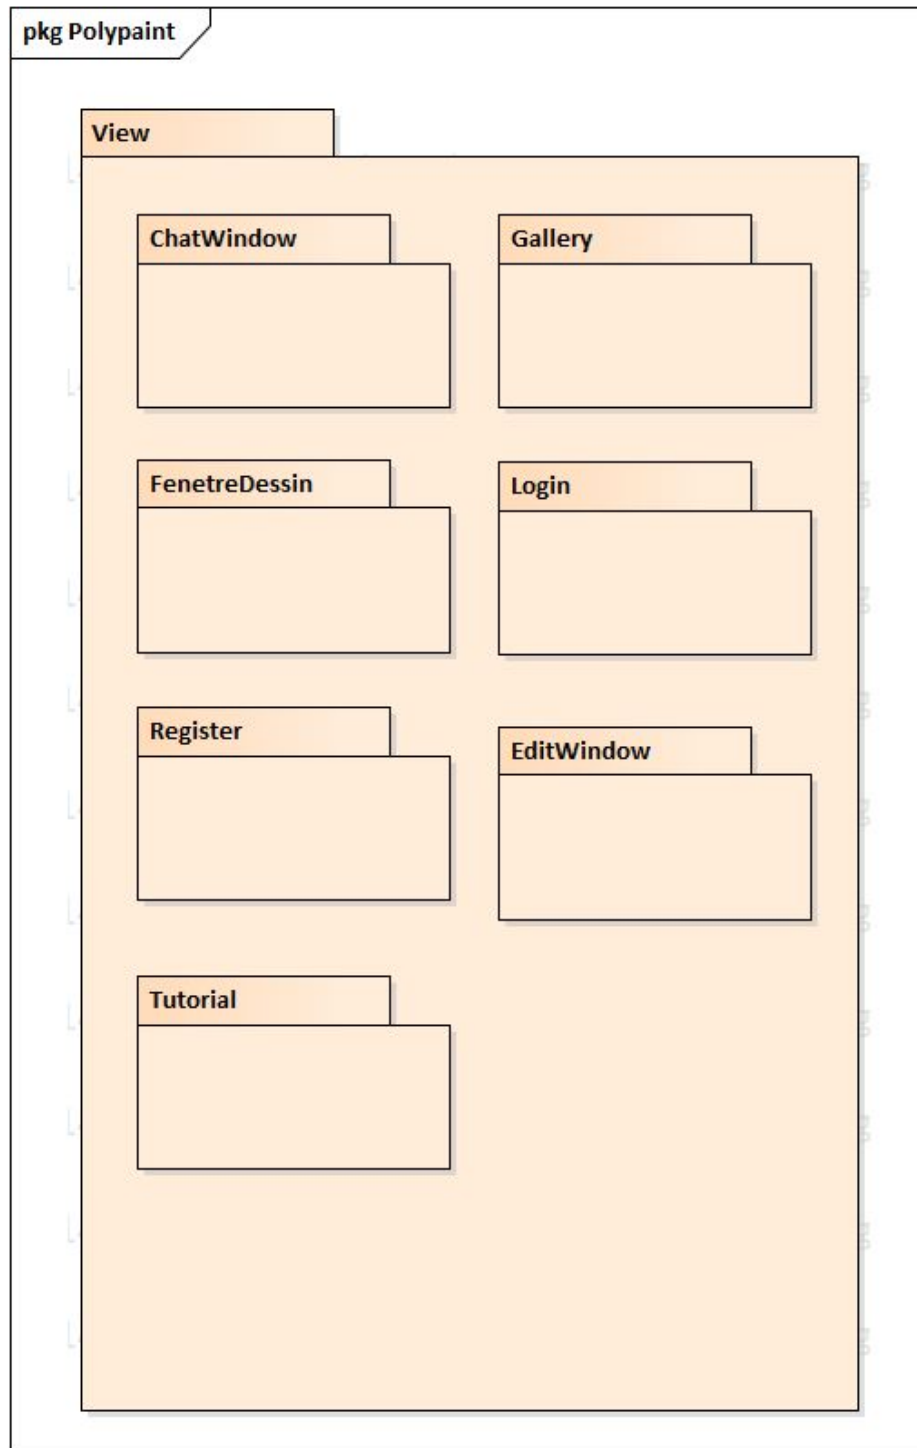 pkg Polypaint
View
ChatWindow
Gallery
FenetreDessin
Login
Register
EditWindow
Tutorial